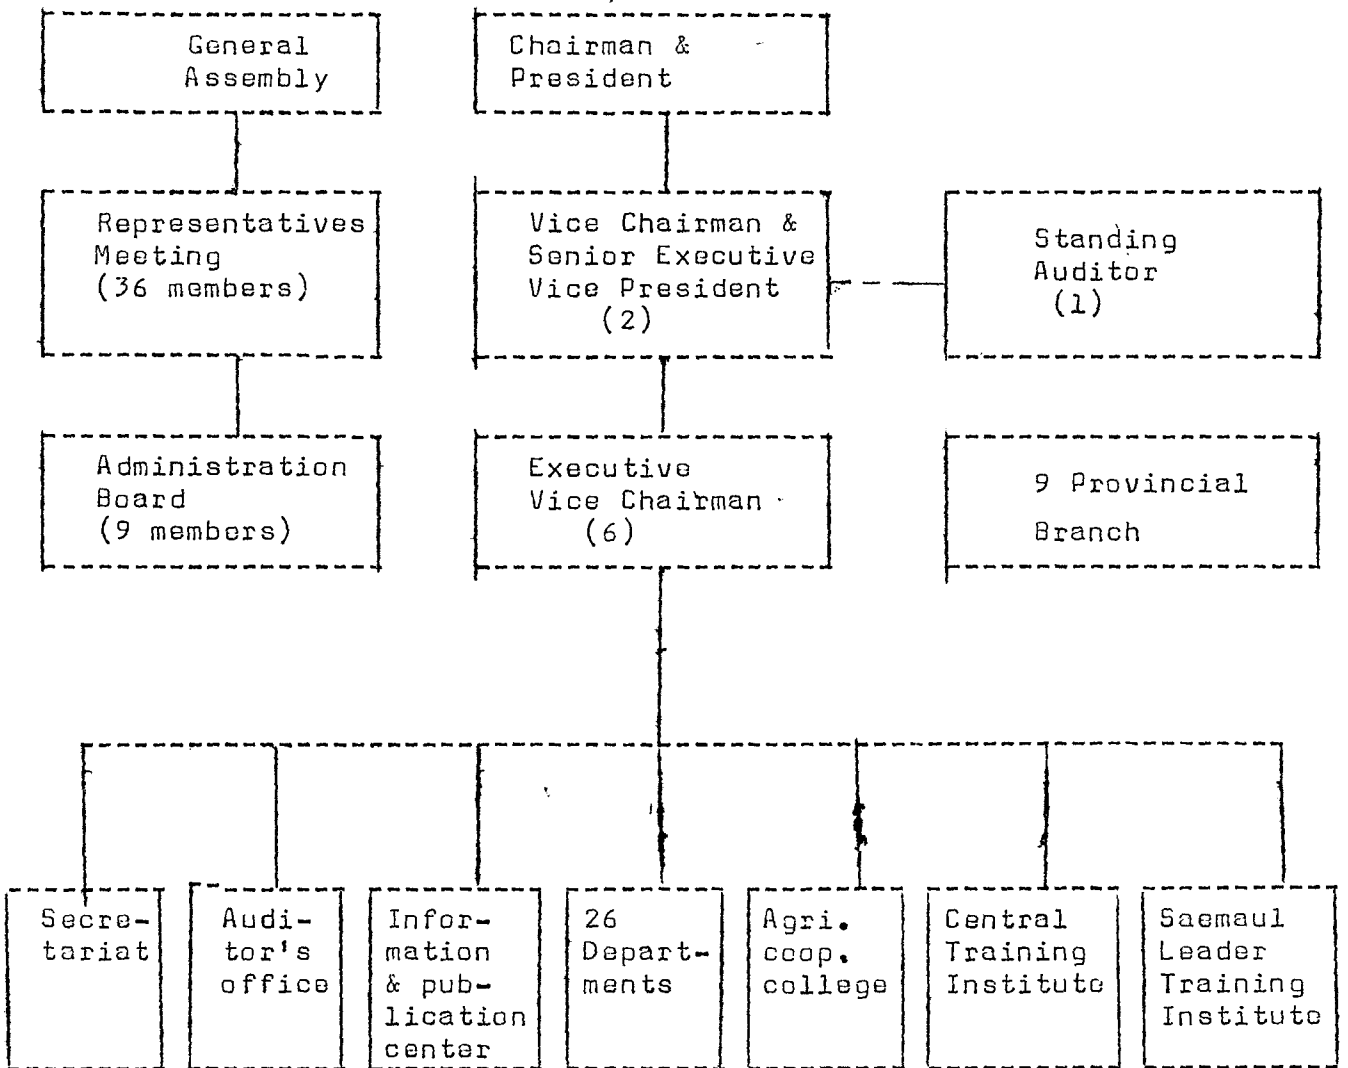 General
Assembly
Chairman &
President
Representatives
Meeting
(36 members)
Vice Chairman &
Senior Executive
Vice President
(2)
Standing
Auditor
(1)
Administration
Board
(9 members)
Executive
Vice Chairman
(6)
9 Provincial
Branch
Secre-
tariat
Audi-
tor's
office
Infor-
mation
& pub-
lication
center
26
Depart-
ments
Agri.
coop.
college
Central
Training
Institute
Saemaul
Leader
Training
Institute